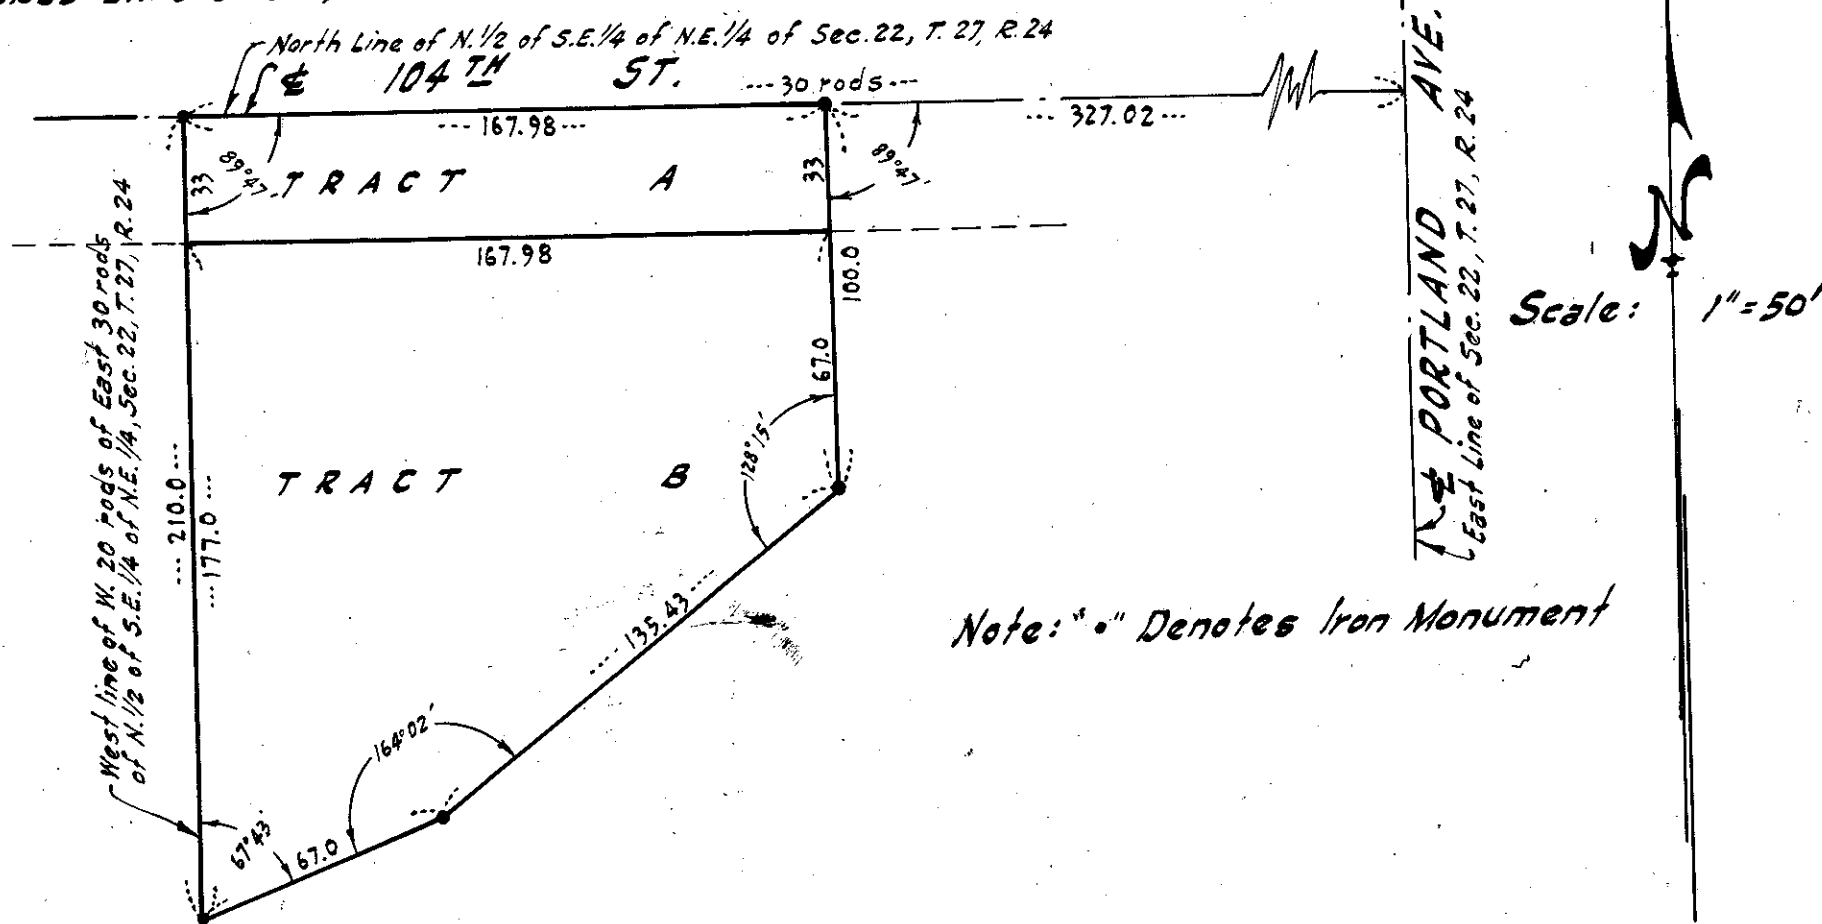 North Line of N.1/2 of S.E.1/4 of N.E.1/4 of Sec.22, T. 27, R.24
℄ 104 TH ST.
--- 30 rods ---
--- 167.98 ---
--- 327.02 ---
33
89°47'
TRACT A
33
89°47'
167.98
100.0
67.0
128°15'
TRACT B
--- 210.0 ---
--- 177.0 ---
--- 135.43 ---
164°02'
67°43'
67.0
West line of W. 20 rods of East 30 rods
of N.1/2 of S.E.1/4 of N.E.1/4, Sec.22, T.27, R.24
℄ PORTLAND AVE.
East Line of Sec. 22, T. 27, R. 24
N
Scale: 1"=50'
Note: "•" Denotes Iron Monument